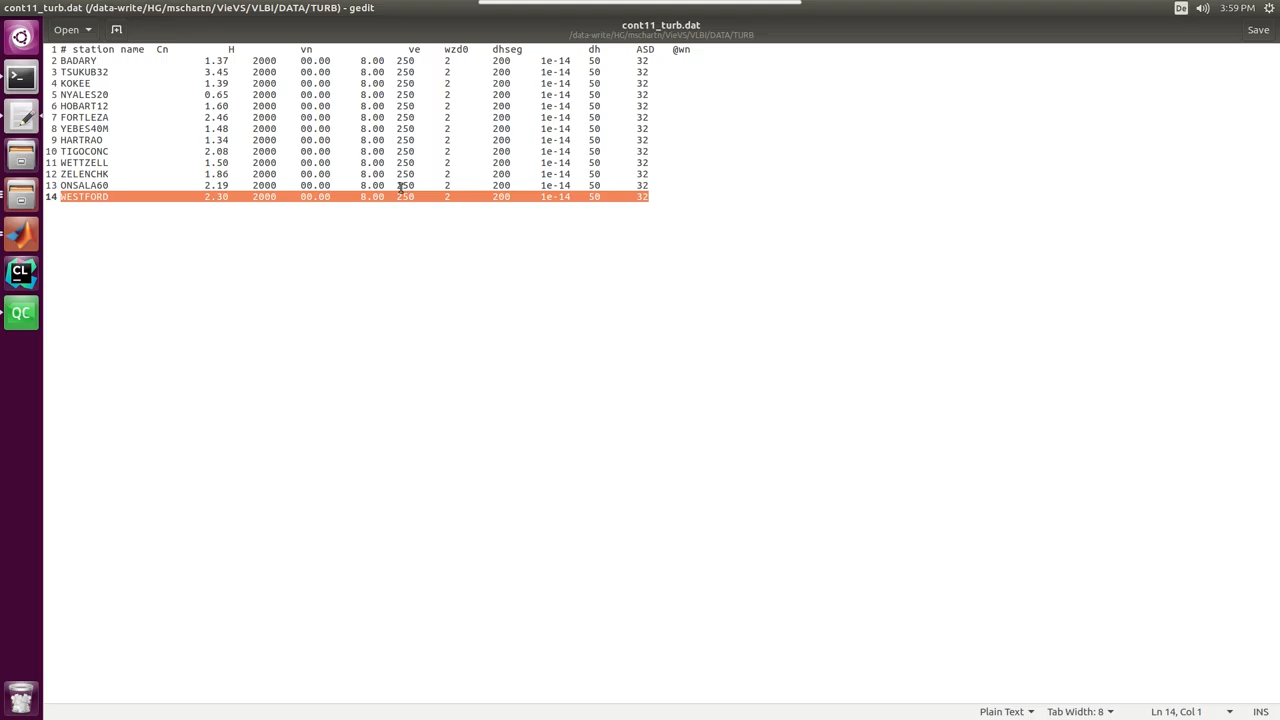 cont11_turb.dat (/data-write/HG/mschartn/VieVS/VLBI/DATA/TURB) - gedit
De 3:59 PM
Open
cont11_turb.dat
/data-write/HG/mschartn/VieVS/VLBI/DATA/TURB
Save
1 # station name Cn H vn ve wzd0 dhseg dh ASD @wn
2 BADARY 1.37 2000 00.00 8.00 250 2 200 1e-14 50 32
3 TSUKUB32 3.45 2000 00.00 8.00 250 2 200 1e-14 50 32
4 KOKEE 1.39 2000 00.00 8.00 250 2 200 1e-14 50 32
5 NYALES20 0.65 2000 00.00 8.00 250 2 200 1e-14 50 32
6 HOBART12 1.60 2000 00.00 8.00 250 2 200 1e-14 50 32
7 FORTLEZA 2.46 2000 00.00 8.00 250 2 200 1e-14 50 32
8 YEBES40M 1.48 2000 00.00 8.00 250 2 200 1e-14 50 32
9 HARTRAO 1.34 2000 00.00 8.00 250 2 200 1e-14 50 32
10 TIGOCONC 2.08 2000 00.00 8.00 250 2 200 1e-14 50 32
11 WETTZELL 1.50 2000 00.00 8.00 250 2 200 1e-14 50 32
12 ZELENCHK 1.86 2000 00.00 8.00 250 2 200 1e-14 50 32
13 ONSALA60 2.19 2000 00.00 8.00 250 2 200 1e-14 50 32
14 WESTFORD 2.30 2000 00.00 8.00 250 2 200 1e-14 50 32
CL
QC
Plain Text Tab Width: 8 Ln 14, Col 1 INS